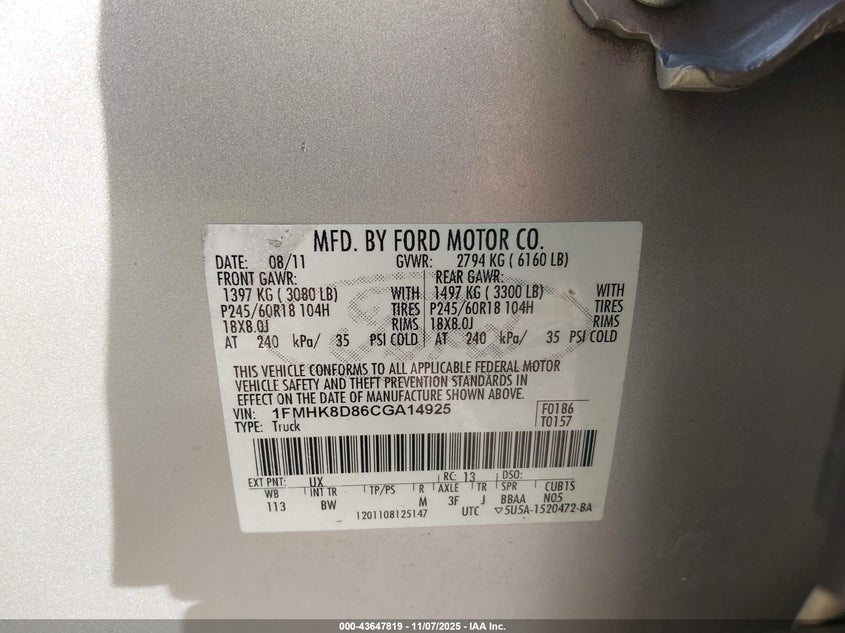 MFD. BY FORD MOTOR CO.
DATE: 08/11 GVWR: 2794 KG ( 6160 LB)
FRONT GAWR: REAR GAWR:
1397 KG ( 3080 LB) WITH 1497 KG ( 3300 LB) WITH
P245/60R18 104H TIRES P245/60R18 104H TIRES
18X8.0J RIMS 18X8.0J RIMS
AT 240 kPa/ 35 PSI COLD AT 240 kPa/ 35 PSI COLD
THIS VEHICLE CONFORMS TO ALL APPLICABLE FEDERAL MOTOR
VEHICLE SAFETY AND THEFT PREVENTION STANDARDS IN
EFFECT ON THE DATE OF MANUFACTURE SHOWN ABOVE.
VIN: 1FMHK8D86CGA14925 F0186
TYPE: Truck T0157
EXT PNT: UX RC: 13 DSO:
WB INT TR TP/PS R AXLE TR SPR CUBIS
113 BW M 3F J BBAA NO5
1201108125147 UTC ▽5U5A-1520472-BA
000-43647819 - 11/07/2025 - IAA Inc.